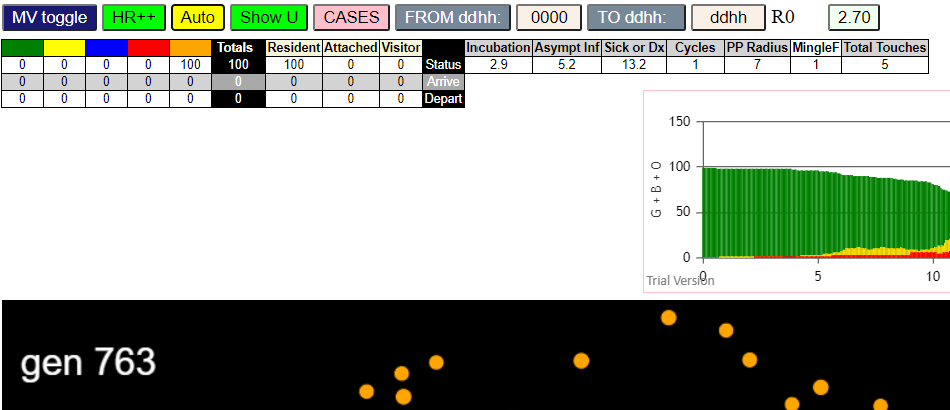 MV toggle HR++ Auto Show U CASES FROM ddhh: 0000 TO ddhh: ddhh R0 2.70
Totals Resident Attached Visitor Incubation Asympt Inf Sick or Dx Cycles PP Radius MingleF Total Touches
0 0 0 0 100 100 100 0 0 Status 2.9 5.2 13.2 1 7 1 5
0 0 0 0 0 0 0 0 0 Arrive
0 0 0 0 0 0 0 0 0 Depart
150
100
50
0
G + B + O
0 5 10
Trial Version
gen 763